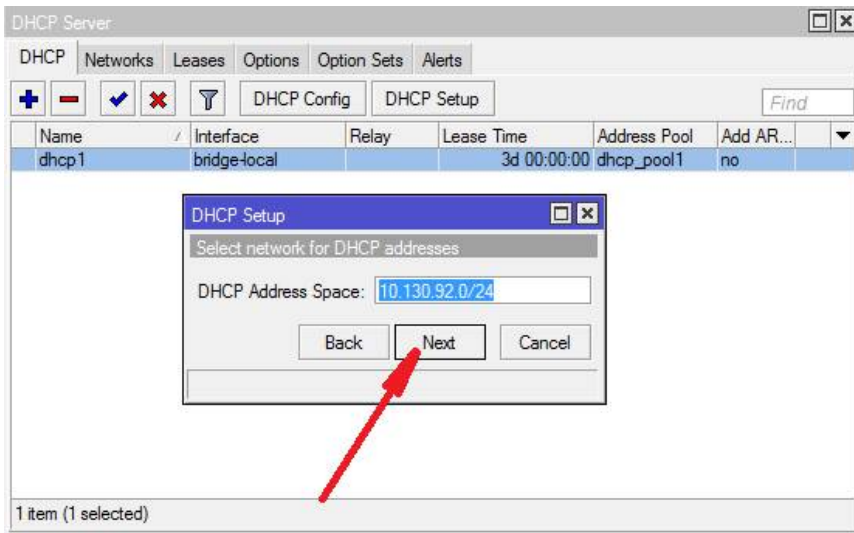 DHCP Server
DHCP Networks Leases Options Option Sets Alerts
DHCP Config DHCP Setup Find
Name Interface Relay Lease Time Address Pool Add AR...
dhcp1 bridge-local 3d 00:00:00 dhcp_pool1 no
DHCP Setup
Select network for DHCP addresses
DHCP Address Space: 10.130.92.0/24
Back Next Cancel
1 item (1 selected)